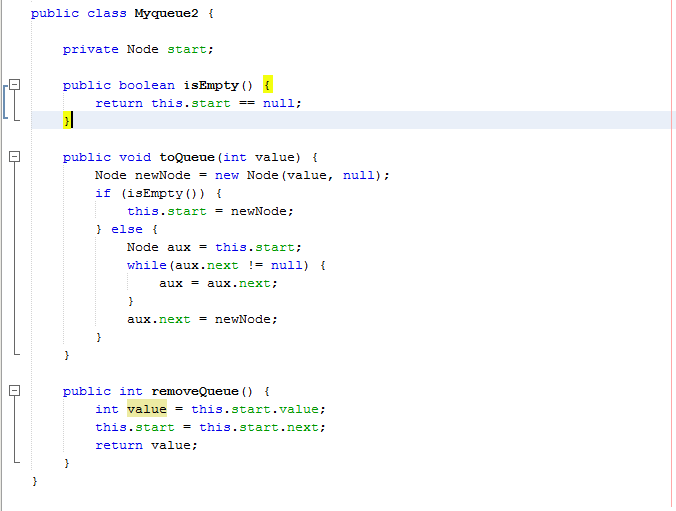 public class Myqueue2 {
private Node start;
public boolean isEmpty() {
return this.start == null;
}
public void toQueue(int value) {
Node newNode = new Node(value, null);
if (isEmpty()) {
this.start = newNode;
} else {
Node aux = this.start;
while(aux.next != null) {
aux = aux.next;
}
aux.next = newNode;
}
}
public int removeQueue() {
int value = this.start.value;
this.start = this.start.next;
return value;
}
}